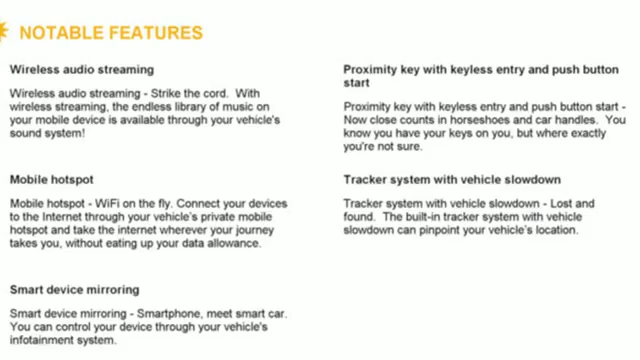 NOTABLE FEATURES
Wireless audio streaming
Wireless audio streaming - Strike the cord.  With
wireless streaming, the endless library of music on
your mobile device is available through your vehicle's
sound system!
Mobile hotspot
Mobile hotspot - WiFi on the fly. Connect your devices
to the Internet through your vehicle's private mobile
hotspot and take the internet wherever your journey
takes you, without eating up your data allowance.
Smart device mirroring
Smart device mirroring - Smartphone, meet smart car.
You can control your device through your vehicle's
infotainment system.
Proximity key with keyless entry and push button
start
Proximity key with keyless entry and push button start -
Now close counts in horseshoes and car handles.  You
know you have your keys on you, but where exactly
you're not sure.
Tracker system with vehicle slowdown
Tracker system with vehicle slowdown - Lost and
found.  The built-in tracker system with vehicle
slowdown can pinpoint your vehicle's location.